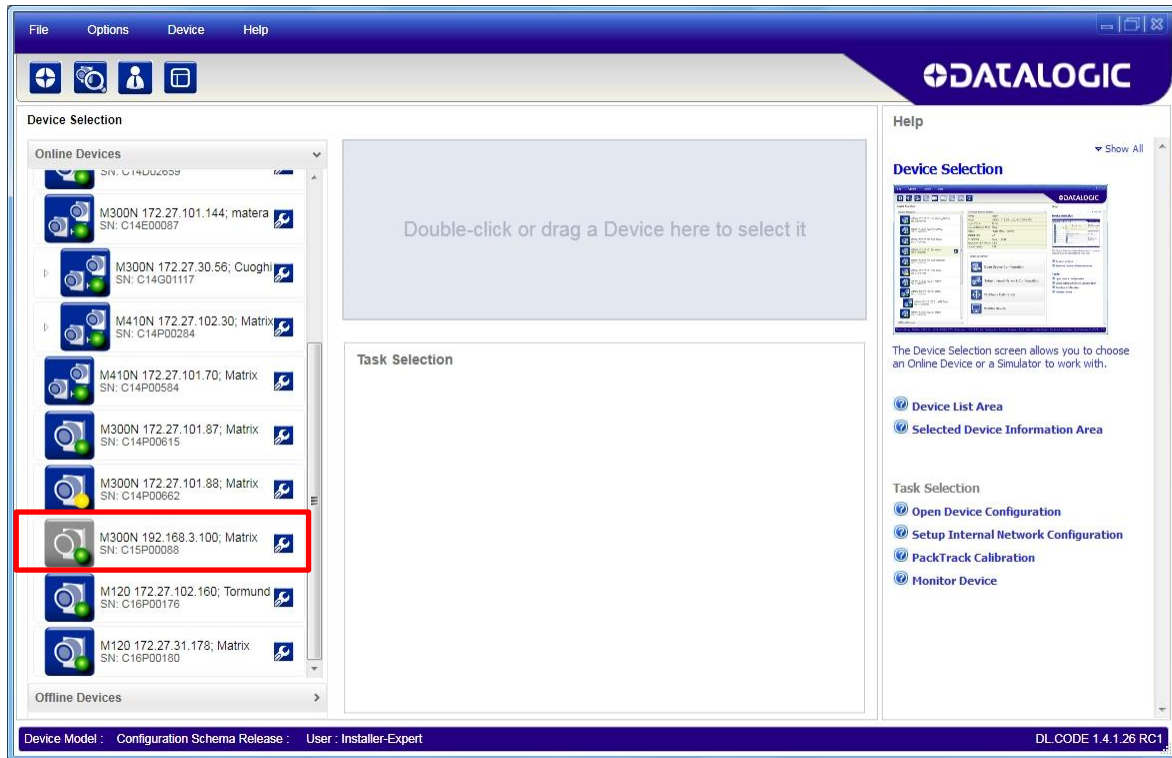 File Options Device Help
DATALOGIC
Device Selection
Online Devices
SN: C14D02659
M300N 172.27.101.144; matera
SN: C14E00087
M300N 172.27.30.56; Cuoghi
SN: C14G01117
M410N 172.27.102.30; Matrix
SN: C14P00284
M410N 172.27.101.70; Matrix
SN: C14P00584
M300N 172.27.101.87; Matrix
SN: C14P00615
M300N 172.27.101.88; Matrix
SN: C14P00662
M300N 192.168.3.100; Matrix
SN: C15P00088
M120 172.27.102.160; Tormund
SN: C16P00176
M120 172.27.31.178; Matrix
SN: C16P00180
Offline Devices
Double-click or drag a Device here to select it
Task Selection
Help
Show All
Device Selection
DATALOGIC
The Device Selection screen allows you to choose
an Online Device or a Simulator to work with.
Device List Area
Selected Device Information Area
Task Selection
Open Device Configuration
Setup Internal Network Configuration
PackTrack Calibration
Monitor Device
Device Model : Configuration Schema Release : User : Installer-Expert
DL.CODE 1.4.1.26 RC1